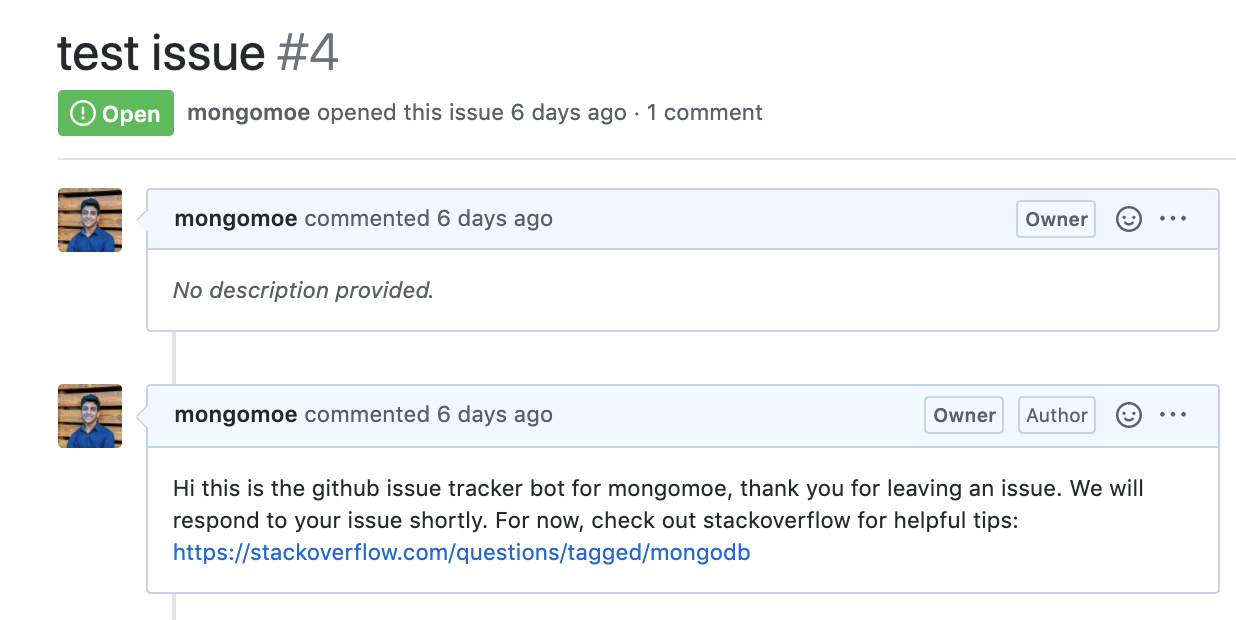 test issue #4
Open mongomoe opened this issue 6 days ago · 1 comment
mongomoe commented 6 days ago Owner
No description provided.
mongomoe commented 6 days ago Owner Author
Hi this is the github issue tracker bot for mongomoe, thank you for leaving an issue. We will
respond to your issue shortly. For now, check out stackoverflow for helpful tips:
https://stackoverflow.com/questions/tagged/mongodb